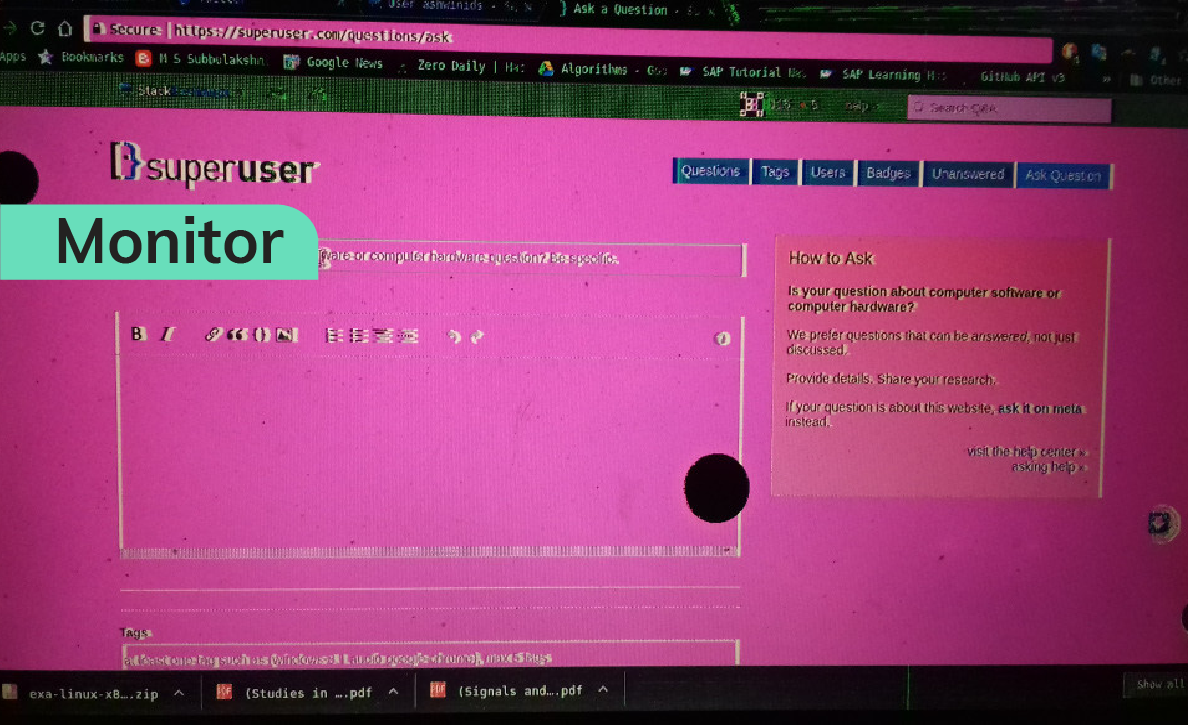 User ashwinids - S
Ask a Question - S
Secure | https://superuser.com/questions/ask
Apps Bookmarks M S Subbulakshm Google News Zero Daily | Ha Algorithms - Goo SAP Tutorial SAP Learning H GitHub API v3 » Other
Stack
help
Search Q&A
superuser
Questions Tags Users Badges Unanswered Ask Question
Monitor
ware or computer hardware question? Be specific.
How to Ask
Is your question about computer software or
computer hardware?
We prefer questions that can be answered, not just
discussed.
Provide details. Share your research.
If your question is about this website, ask it on meta
instead.
visit the help center »
asking help »
B I
Tags
at least one tag such as (windows-8.1 audio google-chrome), max 5 tags
exa-linux-x8….zip (Studies in ….pdf (Signals and….pdf Show all